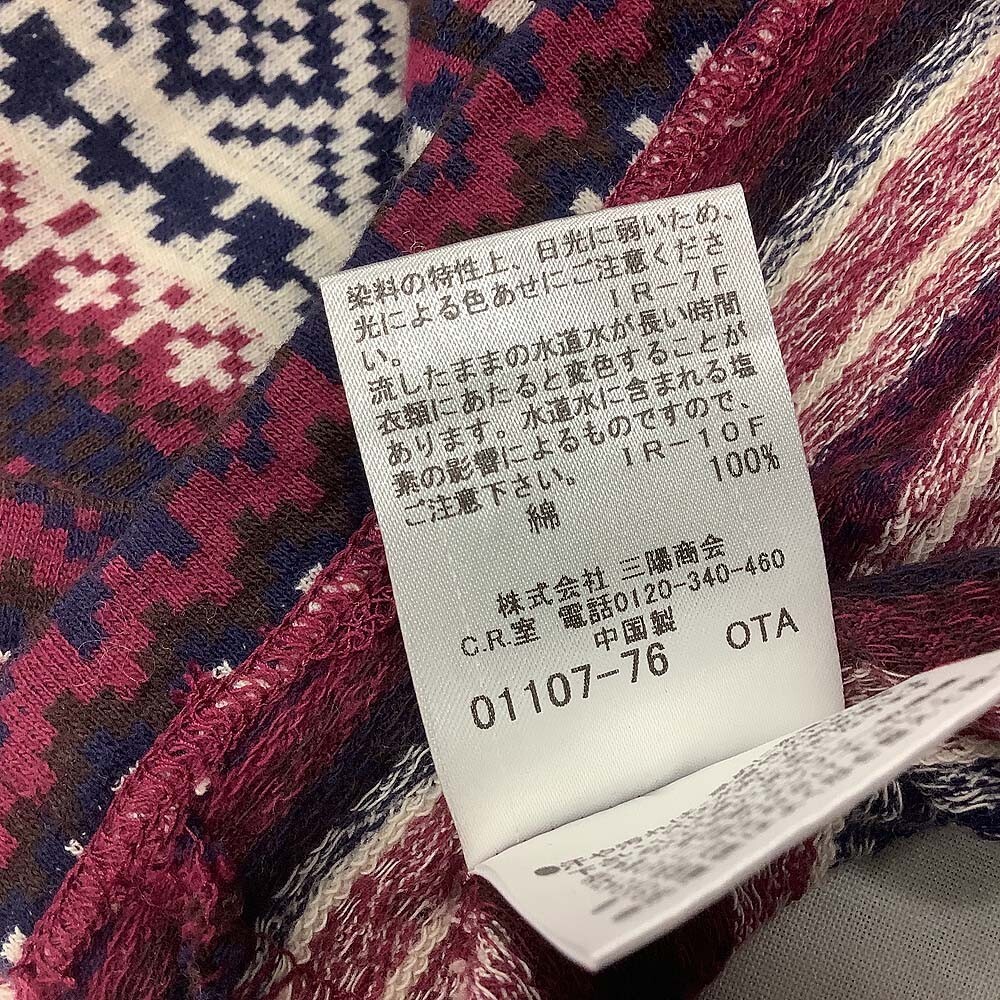 染料の特性上、日光に弱いため、
光による色あせにご注意くださ
い。 IR-7F
流したままの水道水が長い時間
衣類にあたると変色することが
あります。水道水に含まれる塩
素の影響によるものですので、
ご注意下さい。 IR-10F
綿 100%
株式会社 三陽商会
C.R.室 電話0120-340-460
中国製
01107-76 OTA